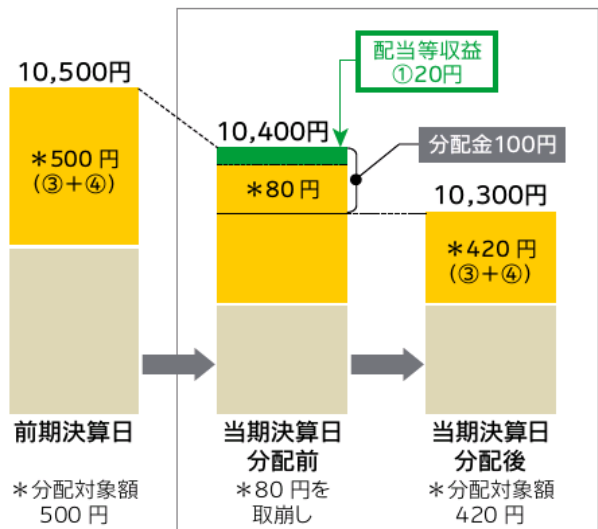 配当等収益
①20円
10,500円
10,400円
分配金100円
＊500 円
(③+④)
＊80 円
10,300円
＊420 円
(③+④)
前期決算日
当期決算日
分配前
当期決算日
分配後
＊分配対象額
500 円
＊80 円を
取崩し
＊分配対象額
420 円